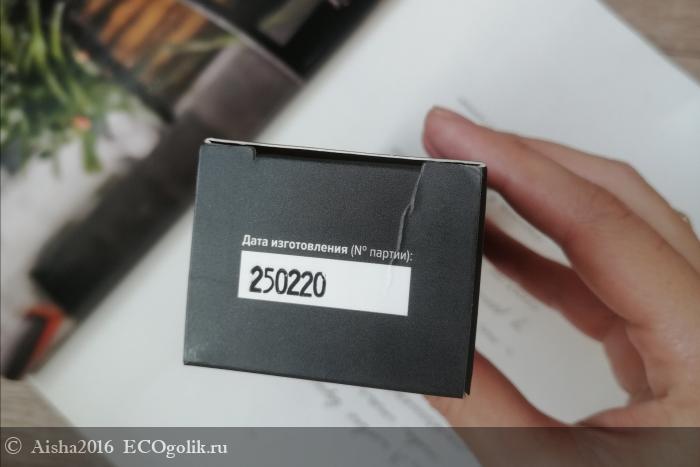 Дата изготовления (N° партии):
250220
© Aisha2016 ECOgolik.ru